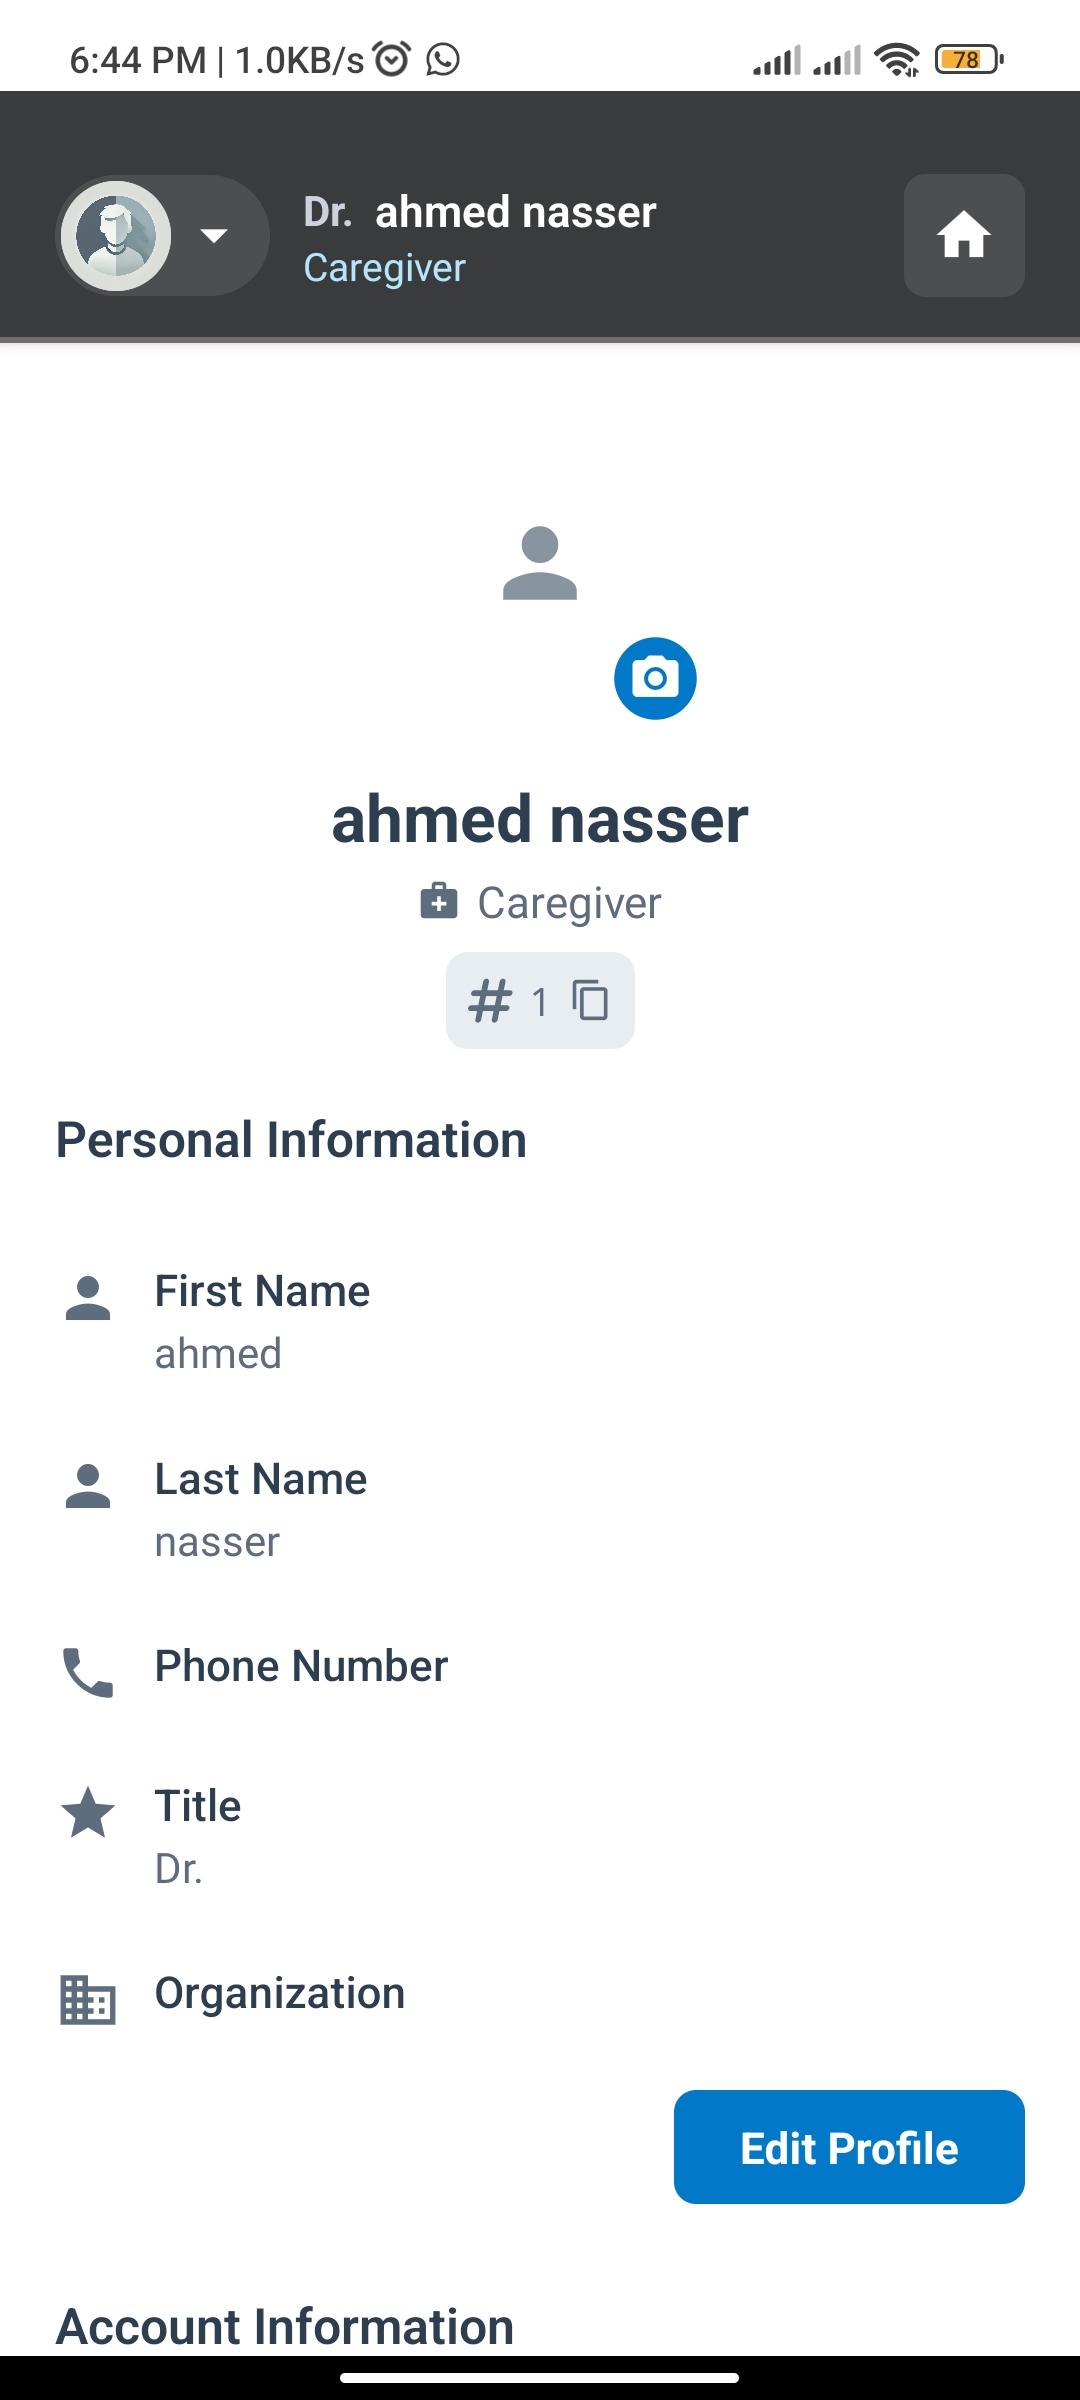 6:44 PM | 1.0KB/s 78
Dr. ahmed nasser
Caregiver
ahmed nasser
Caregiver
# 1
Personal Information
First Name
ahmed
Last Name
nasser
Phone Number
Title
Dr.
Organization
Edit Profile
Account Information